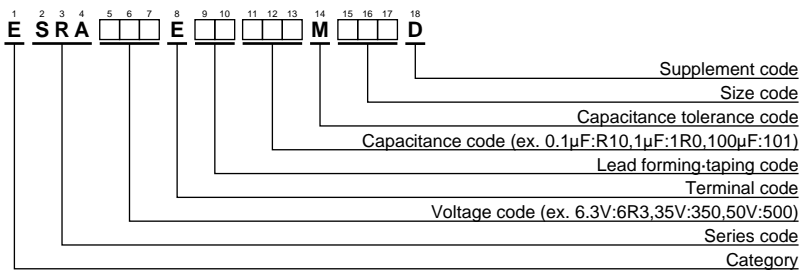 1 2 3 4 5 6 7 8 9 10 11 12 13 14 15 16 17 18
E SRA E M D
Supplement code
Size code
Capacitance tolerance code
Capacitance code (ex. 0.1µF:R10,1µF:1R0,100µF:101)
Lead forming·taping code
Terminal code
Voltage code (ex. 6.3V:6R3,35V:350,50V:500)
Series code
Category